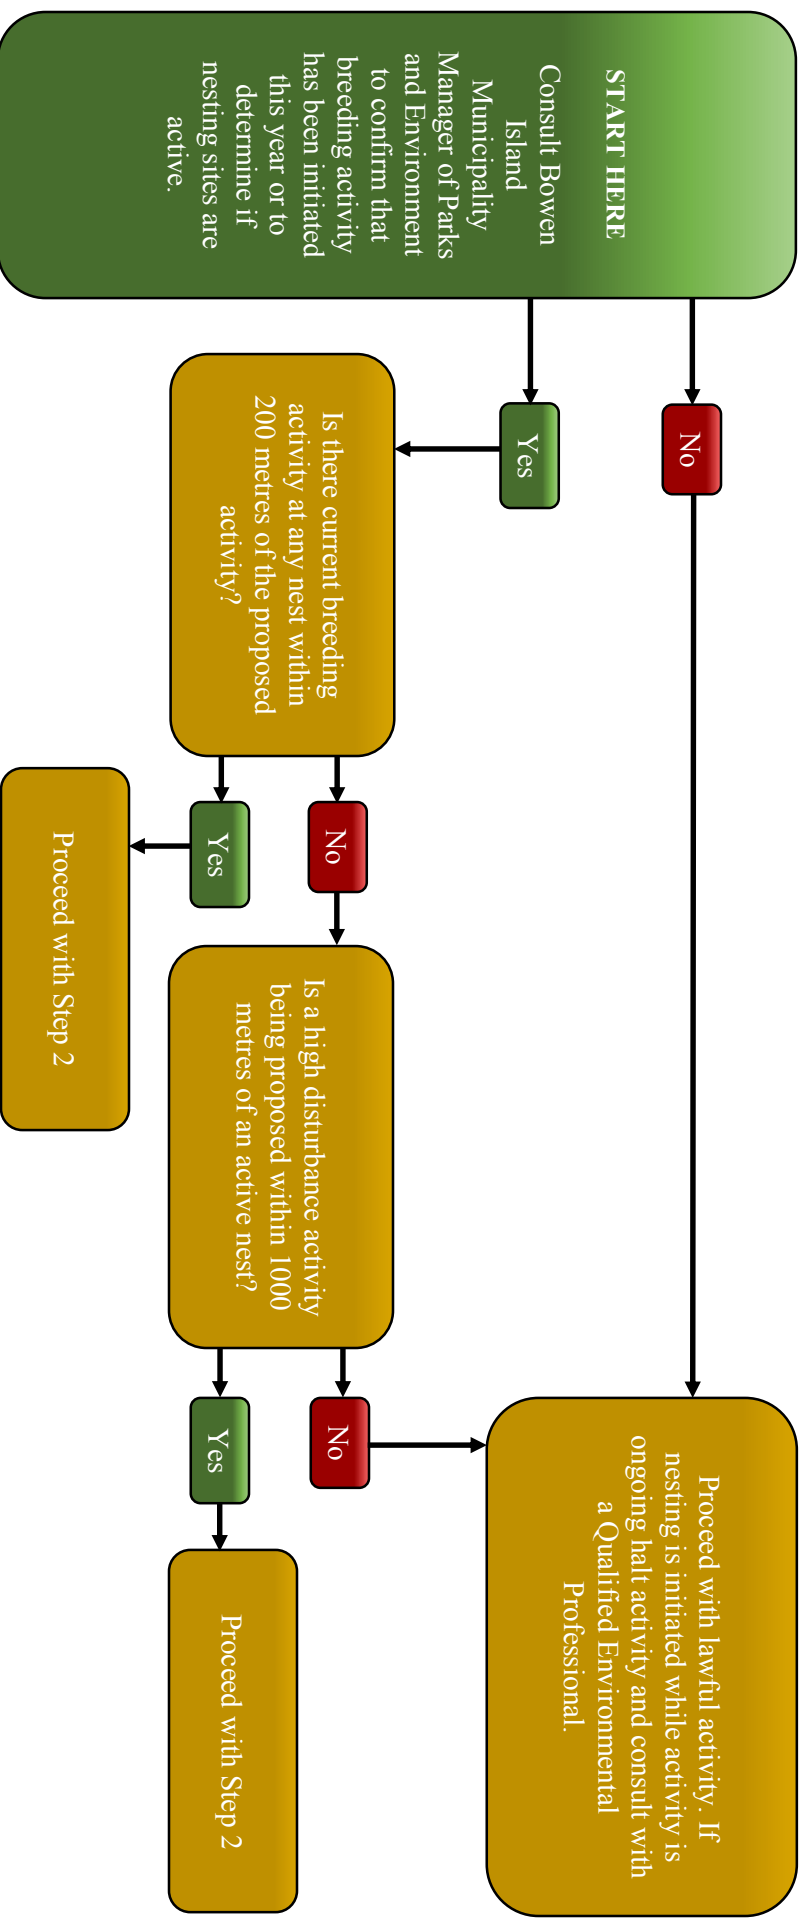 START HERE
Consult Bowen
Island
Municipality
Manager of Parks
and Environment
to confirm that
breeding activity
has been initiated
this year or to
determine if
nesting sites are
active.
No
Yes
Is there current breeding
activity at any nest within
200 metres of the proposed
activity?
No
Yes
Proceed with Step 2
Is a high disturbance activity
being proposed within 1000
metres of an active nest?
No
Yes
Proceed with lawful activity. If
nesting is initiated while activity is
ongoing halt activity and consult with
a Qualified Environmental
Professional.
Proceed with Step 2